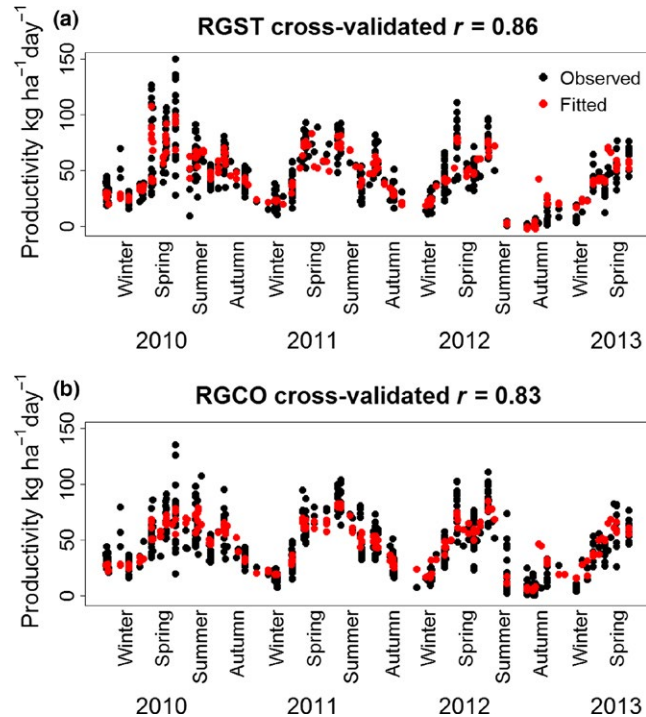 (a)
RGST cross-validated r = 0.86
Productivity kg ha⁻¹ day⁻¹
150
100
50
0
Observed
Fitted
Winter Spring Summer Autumn Winter Spring Summer Autumn Winter Spring Summer Autumn Winter Spring
2010 2011 2012 2013
(b)
RGCO cross-validated r = 0.83
Productivity kg ha⁻¹ day⁻¹
150
100
50
0
Winter Spring Summer Autumn Winter Spring Summer Autumn Winter Spring Summer Autumn Winter Spring
2010 2011 2012 2013